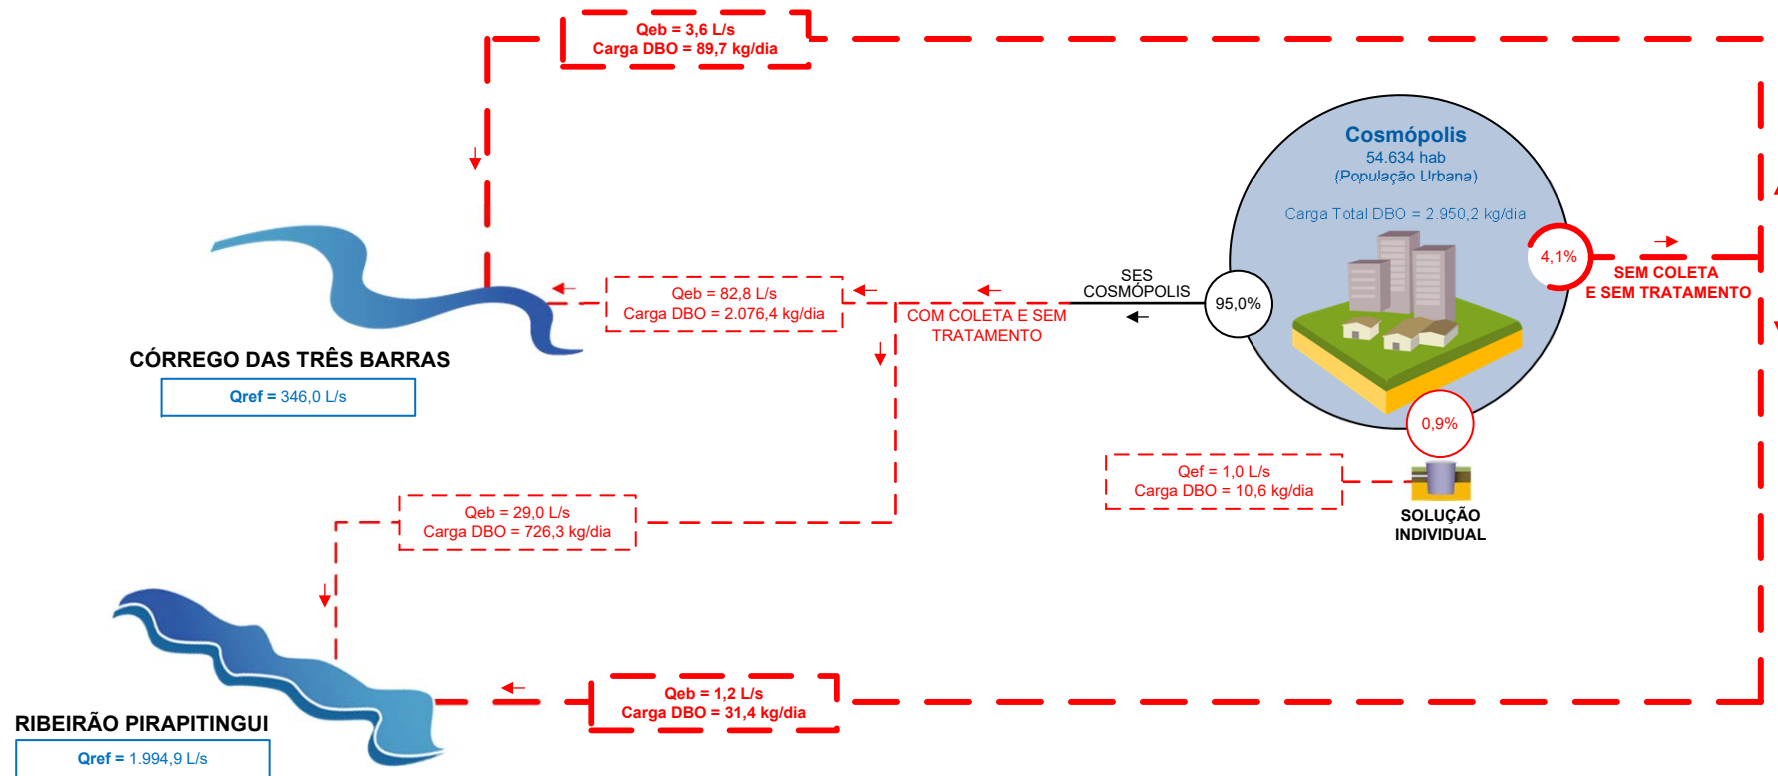 Qeb = 3,6 L/s
Carga DBO = 89,7 kg/dia
Cosmópolis
54.634 hab
(População Urbana)
Carga Total DBO = 2.950,2 kg/dia
4,1%
SEM COLETA
E SEM TRATAMENTO
95,0%
SES
COSMÓPOLIS
COM COLETA E SEM
TRATAMENTO
Qeb = 82,8 L/s
Carga DBO = 2.076,4 kg/dia
CÓRREGO DAS TRÊS BARRAS
Qref = 346,0 L/s
0,9%
Qef = 1,0 L/s
Carga DBO = 10,6 kg/dia
SOLUÇÃO
INDIVIDUAL
Qeb = 29,0 L/s
Carga DBO = 726,3 kg/dia
Qeb = 1,2 L/s
Carga DBO = 31,4 kg/dia
RIBEIRÃO PIRAPITINGUI
Qref = 1.994,9 L/s